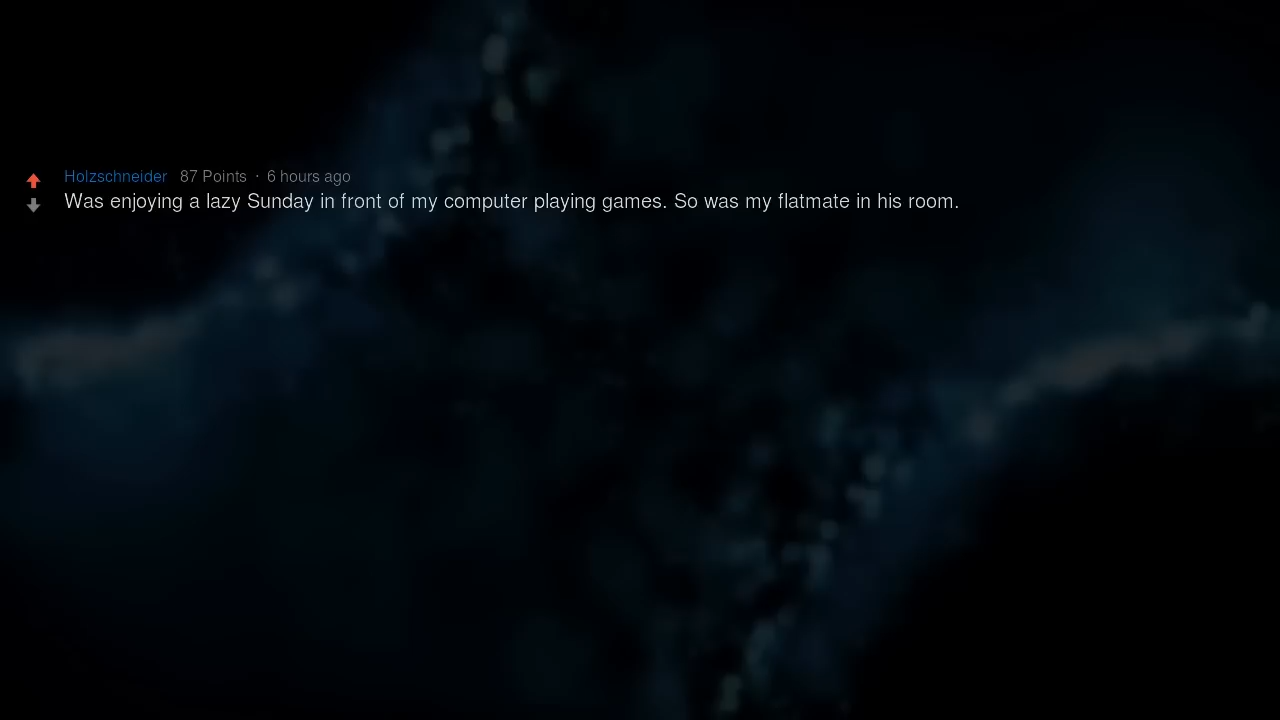 Holzschneider 87 Points · 6 hours ago
Was enjoying a lazy Sunday in front of my computer playing games. So was my flatmate in his room.